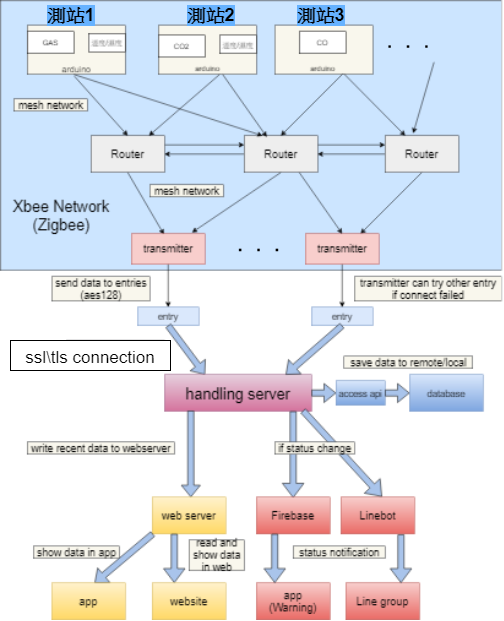 測站1
測站2
測站3
GAS
溫度/濕度
CO2
溫度/濕度
CO
. . .
arduino
arduino
arduino
mesh network
Router
Router
Router
mesh network
Xbee Network
(Zigbee)
transmitter
. . .
transmitter
send data to entries
(aes128)
transmitter can try other entry
if connect failed
entry
entry
ssl\tls connection
save data to remote/local
handling server
access api
database
write recent data to webserver
if status change
web server
Firebase
Linebot
show data in app
read and
show data
in web
status notification
app
website
app
(Warning)
Line group